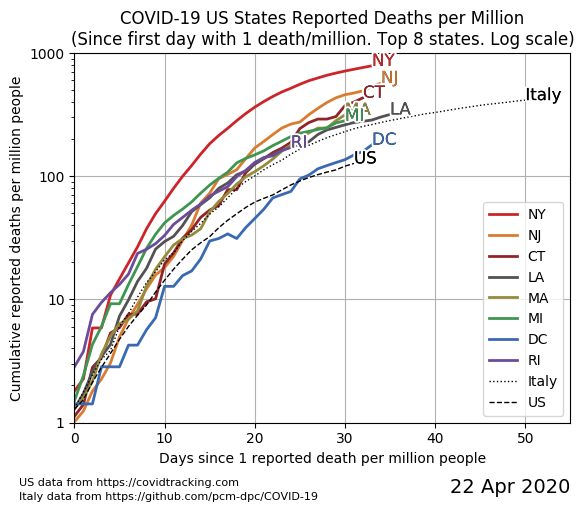 COVID-19 US States Reported Deaths per Million
(Since first day with 1 death/million. Top 8 states. Log scale)
Cumulative reported deaths per million people
1000
100
10
1
NY
NJ
CT
MA
MI
LA
Italy
RI
DC
US
NY
NJ
CT
LA
MA
MI
DC
RI
Italy
US
0 10 20 30 40 50
Days since 1 reported death per million people
US data from https://covidtracking.com
Italy data from https://github.com/pcm-dpc/COVID-19
22 Apr 2020